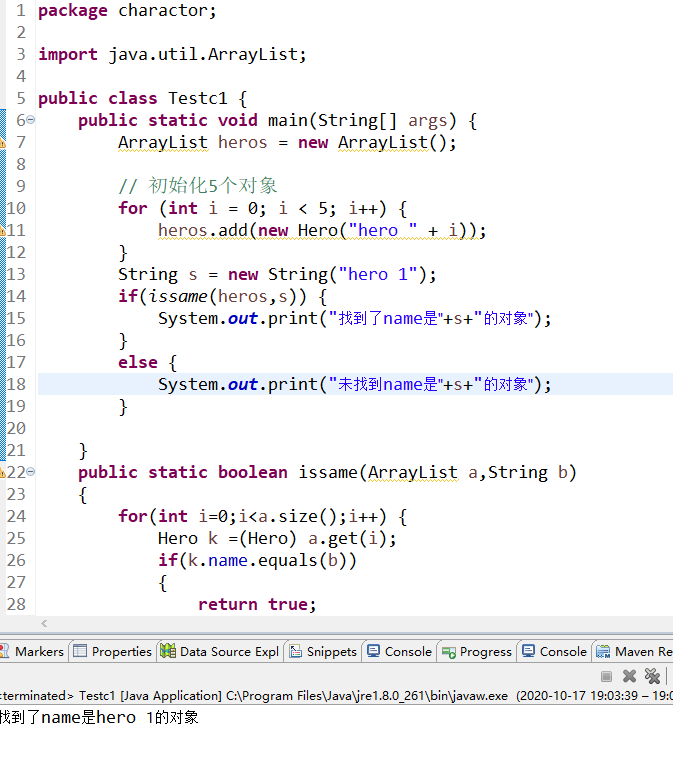 1 package charactor;
2
3 import java.util.ArrayList;
4
5 public class Testc1 {
6 public static void main(String[] args) {
7 ArrayList heros = new ArrayList();
8
9 // 初始化5个对象
10 for (int i = 0; i < 5; i++) {
11 heros.add(new Hero("hero " + i));
12 }
13 String s = new String("hero 1");
14 if(issame(heros,s)) {
15 System.out.print("找到了name是"+s+"的对象");
16 }
17 else {
18 System.out.print("未找到name是"+s+"的对象");
19 }
20
21 }
22 public static boolean issame(ArrayList a,String b)
23 {
24 for(int i=0;i<a.size();i++) {
25 Hero k =(Hero) a.get(i);
26 if(k.name.equals(b))
27 {
28 return true;
Markers Properties Data Source Expl Snippets Console Progress Console Maven Re
<terminated> Testc1 [Java Application] C:\Program Files\Java\jre1.8.0_261\bin\javaw.exe (2020-10-17 19:03:39 – 19:0
找到了name是hero 1的对象